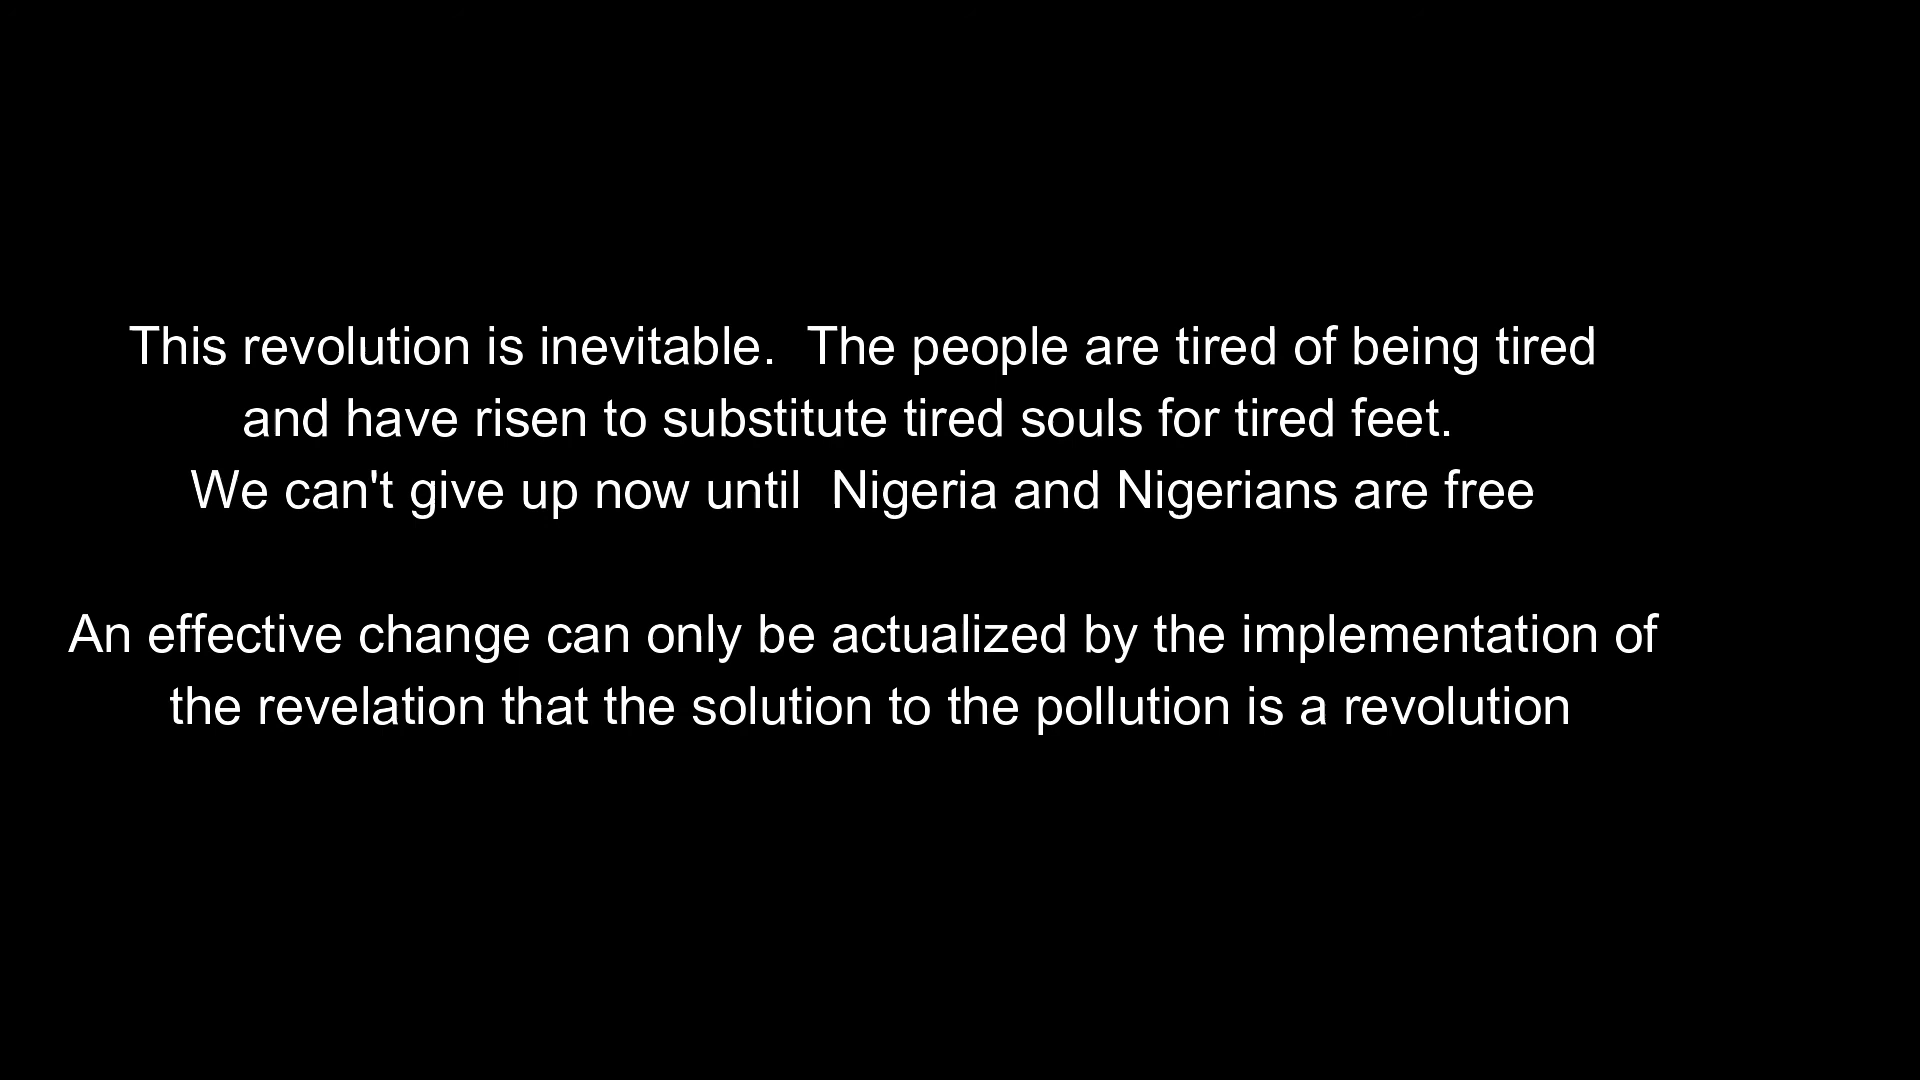 This revolution is inevitable.  The people are tired of being tired
and have risen to substitute tired souls for tired feet.
We can't give up now until  Nigeria and Nigerians are free
An effective change can only be actualized by the implementation of
the revelation that the solution to the pollution is a revolution